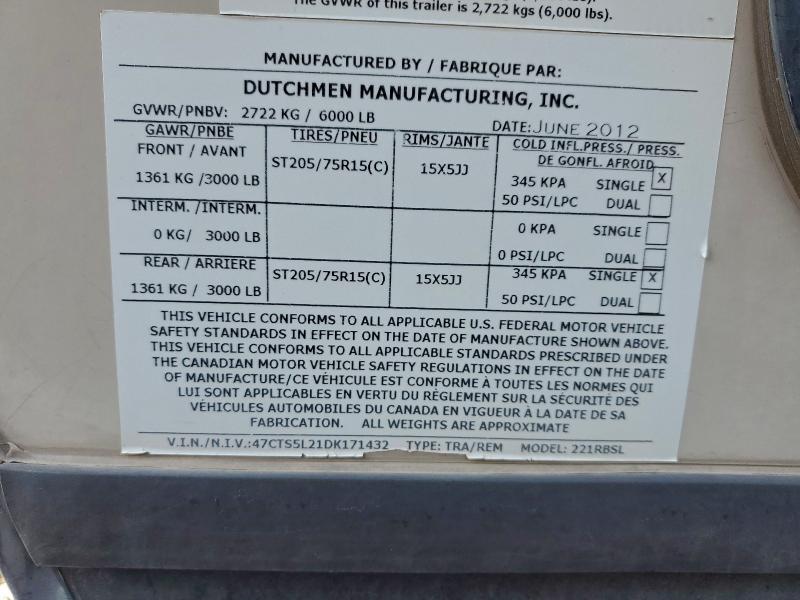 The GVWR of this trailer is 2,722 kgs (6,000 lbs).
MANUFACTURED BY / FABRIQUE PAR:
DUTCHMEN MANUFACTURING, INC.
GVWR/PNBV: 2722 KG / 6000 LB DATE: JUNE 2012
GAWR/PNBE TIRES/PNEU RIMS/JANTE COLD INFL.PRESS./ PRESS.
DE GONFL. AFROID
FRONT / AVANT ST205/75R15(C) 15X5JJ
1361 KG /3000 LB 345 KPA SINGLE X
50 PSI/LPC DUAL
INTERM. /INTERM.
0 KG/ 3000 LB 0 KPA SINGLE
0 PSI/LPC DUAL
REAR / ARRIERE ST205/75R15(C) 15X5JJ 345 KPA SINGLE X
1361 KG / 3000 LB 50 PSI/LPC DUAL
THIS VEHICLE CONFORMS TO ALL APPLICABLE U.S. FEDERAL MOTOR VEHICLE
SAFETY STANDARDS IN EFFECT ON THE DATE OF MANUFACTURE SHOWN ABOVE.
THIS VEHICLE CONFORMS TO ALL APPLICABLE STANDARDS PRESCRIBED UNDER
THE CANADIAN MOTOR VEHICLE SAFETY REGULATIONS IN EFFECT ON THE DATE
OF MANUFACTURE/CE VÉHICULE EST CONFORME À TOUTES LES NORMES QUI
LUI SONT APPLICABLES EN VERTU DU RÈGLEMENT SUR LA SÉCURITÉ DES
VÉHICULES AUTOMOBILES DU CANADA EN VIGUEUR À LA DATE DE SA
FABRICATION. ALL WEIGHTS ARE APPROXIMATE
V.I.N./N.I.V.:47CTS5L21DK171432 TYPE: TRA/REM MODEL: 221RBSL